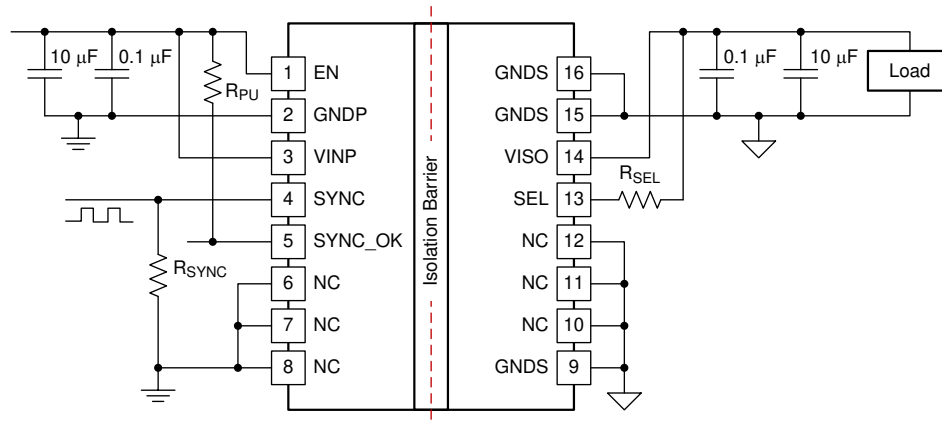 10 μF
0.1 μF
RPU
1 EN
2 GNDP
3 VINP
4 SYNC
5 SYNC_OK
6 NC
7 NC
8 NC
RSYNC
Isolation Barrier
GNDS 16
GNDS 15
VISO 14
SEL 13
NC 12
NC 11
NC 10
GNDS 9
RSEL
0.1 μF
10 μF
Load